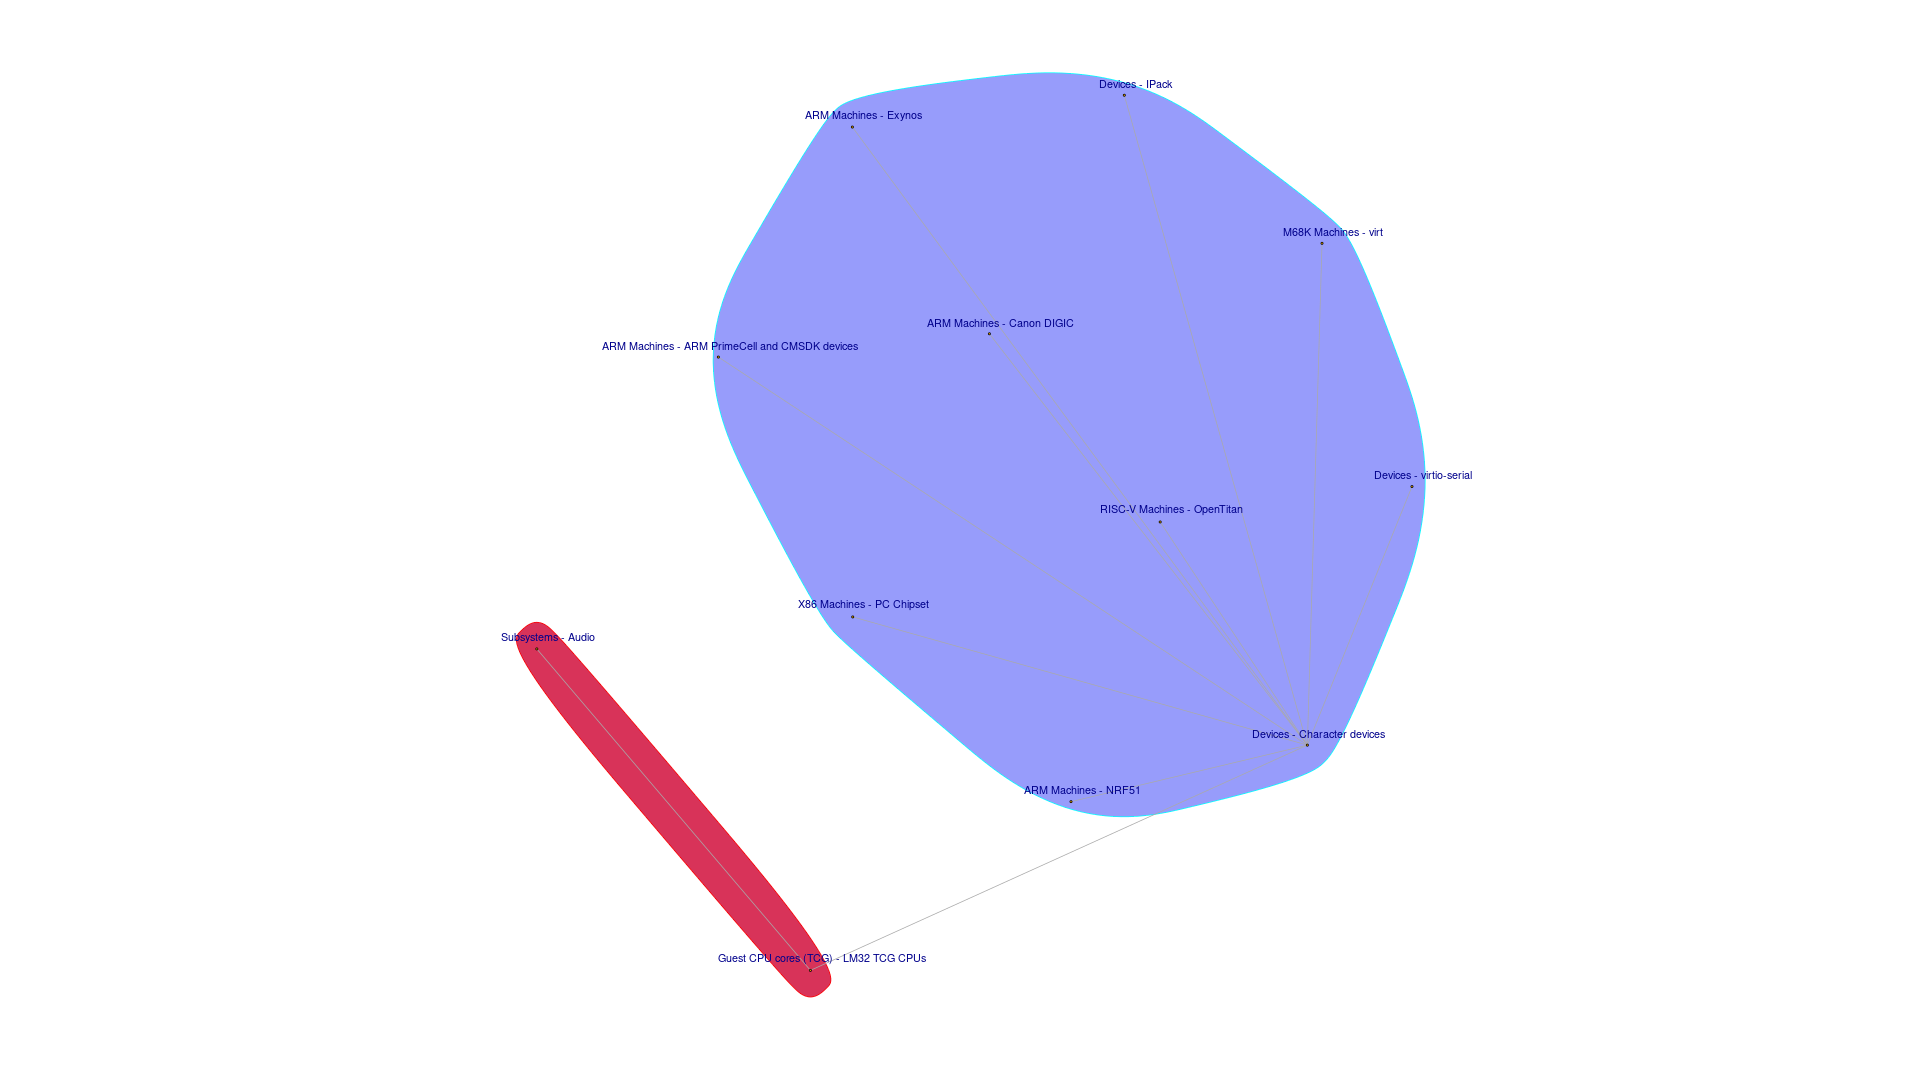 Devices - IPack
ARM Machines - Exynos
M68K Machines - virt
ARM Machines - Canon DIGIC
ARM Machines - ARM PrimeCell and CMSDK devices
Devices - virtio-serial
RISC-V Machines - OpenTitan
X86 Machines - PC Chipset
Subsystems - Audio
Devices - Character devices
ARM Machines - NRF51
Guest CPU cores (TCG) - LM32 TCG CPUs